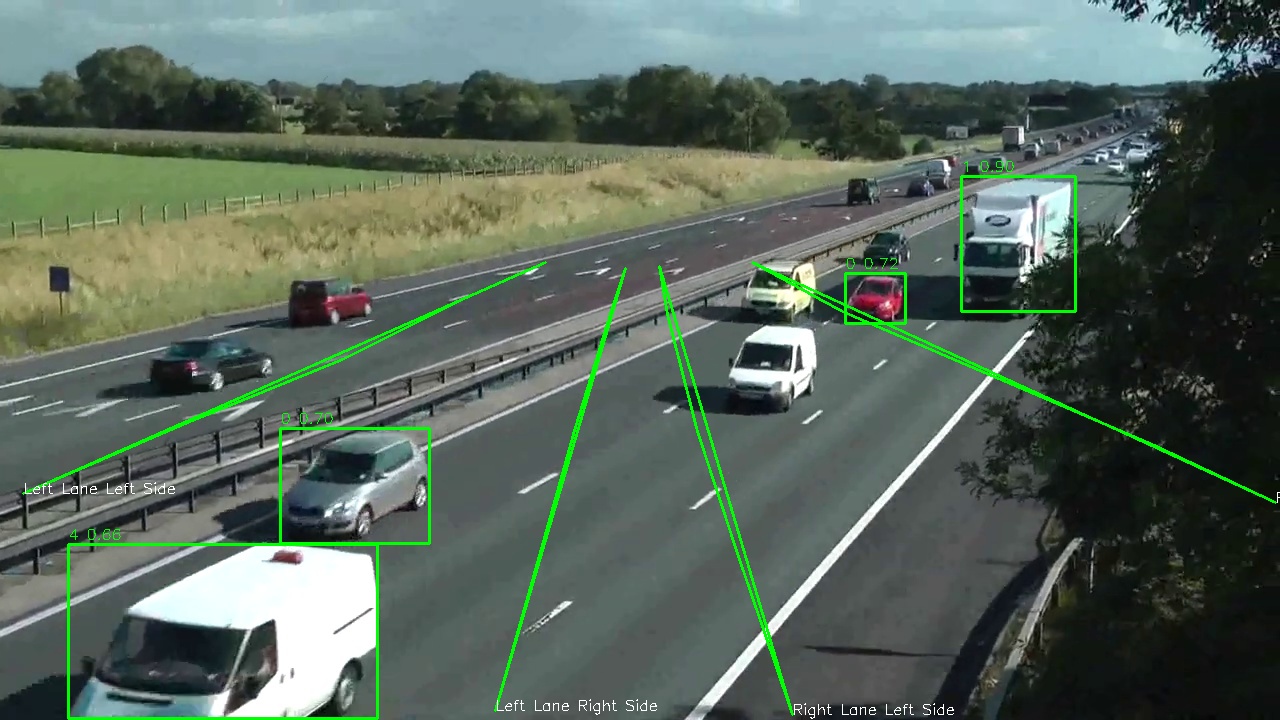 1 0.90
0 0.72
0 0.70
Left Lane Left Side
4 0.66
Left Lane Right Side
Right Lane Left Side